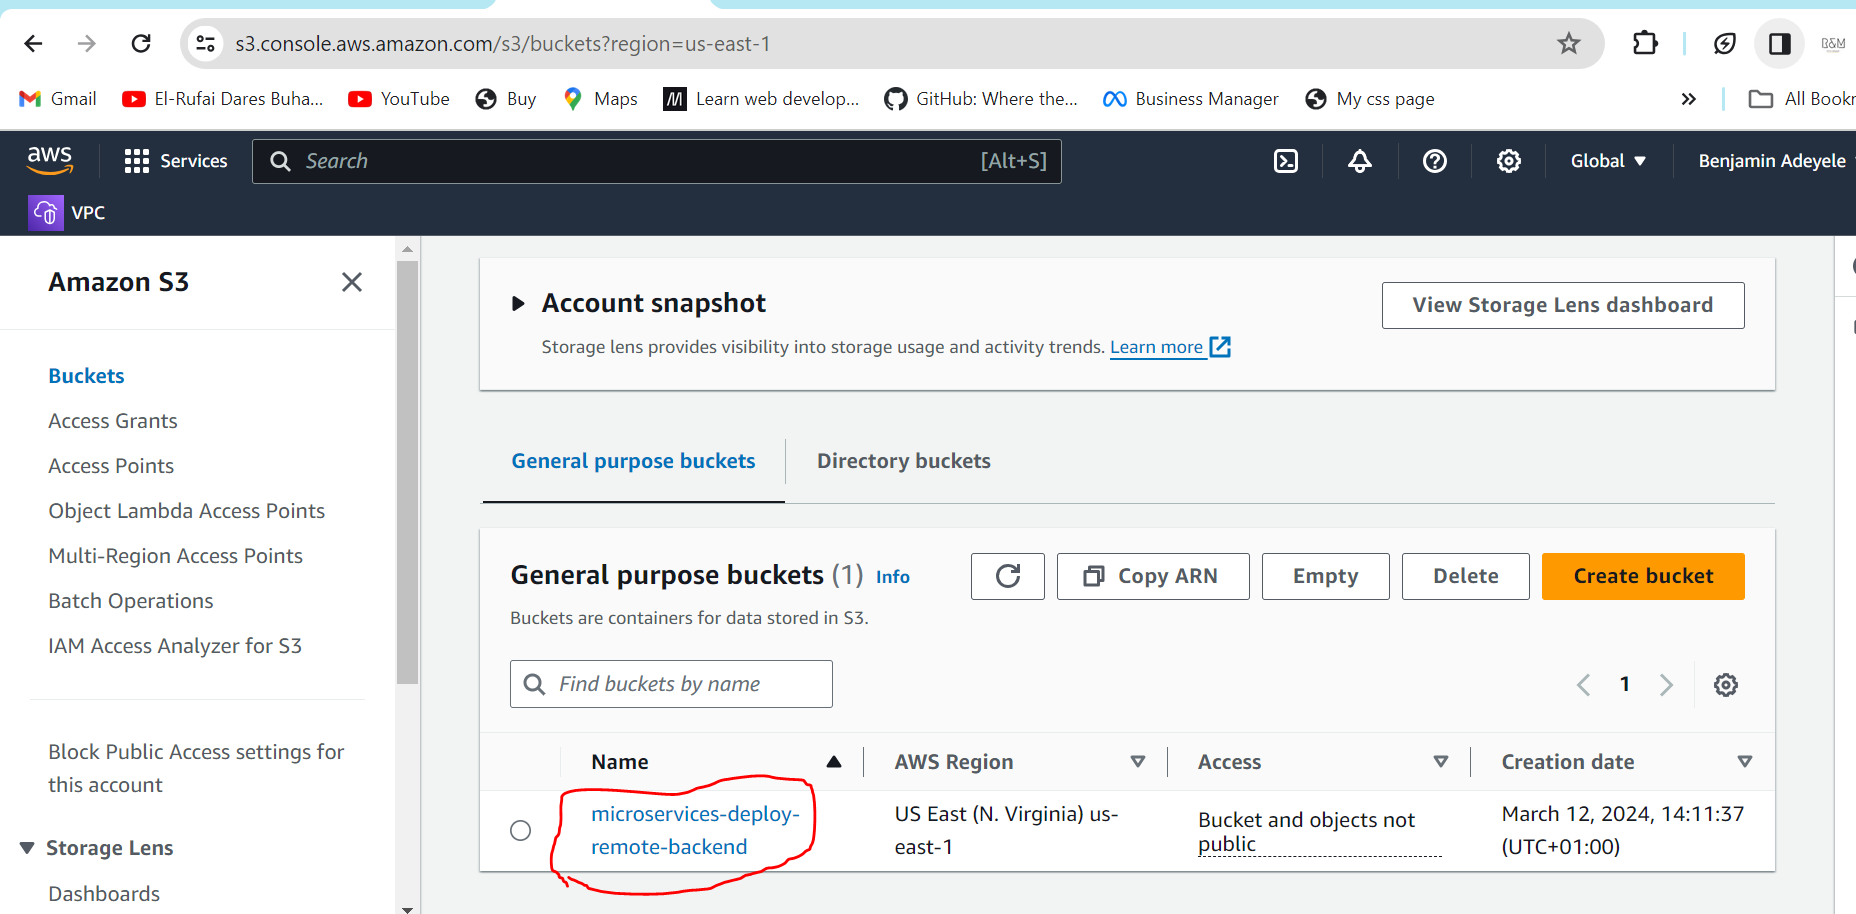 s3.console.aws.amazon.com/s3/buckets?region=us-east-1
B&M
Gmail
El-Rufai Dares Buha...
YouTube
Buy
Maps
Learn web develop...
GitHub: Where the...
Business Manager
My css page
All Bookr
aws
Services
Search
[Alt+S]
Global
Benjamin Adeyele
VPC
Amazon S3
Buckets
Access Grants
Access Points
Object Lambda Access Points
Multi-Region Access Points
Batch Operations
IAM Access Analyzer for S3
Block Public Access settings for
this account
Storage Lens
Dashboards
Account snapshot
View Storage Lens dashboard
Storage lens provides visibility into storage usage and activity trends. Learn more
General purpose buckets
Directory buckets
General purpose buckets (1) Info
Copy ARN
Empty
Delete
Create bucket
Buckets are containers for data stored in S3.
Find buckets by name
1
Name
AWS Region
Access
Creation date
microservices-deploy-
remote-backend
US East (N. Virginia) us-
east-1
Bucket and objects not
public
March 12, 2024, 14:11:37
(UTC+01:00)